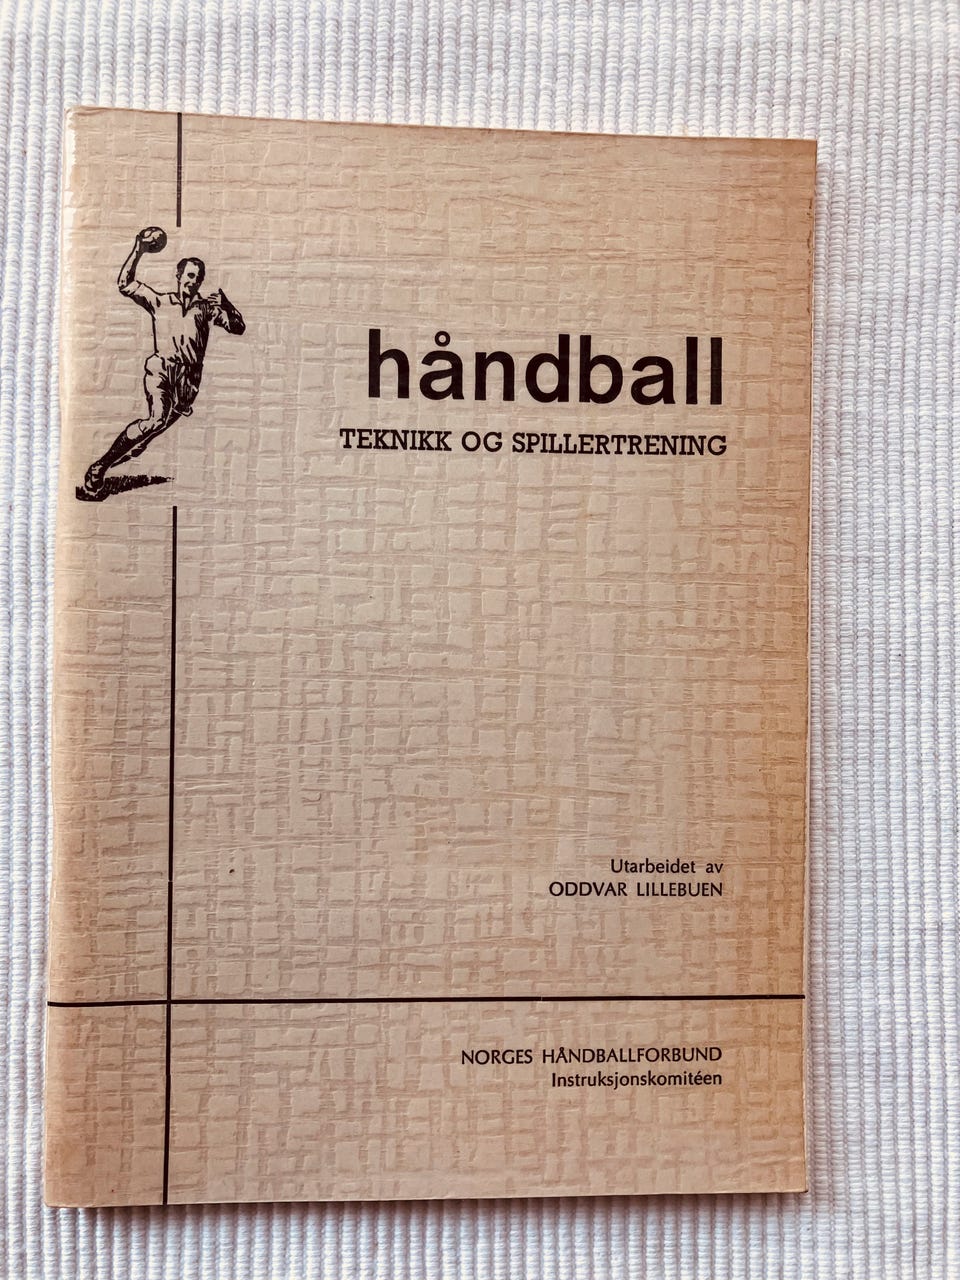 håndball
TEKNIKK OG SPILLERTRENING
Utarbeidet av
ODDVAR LILLEBUEN
NORGES HÅNDBALLFORBUND
Instruksjonskomitéen